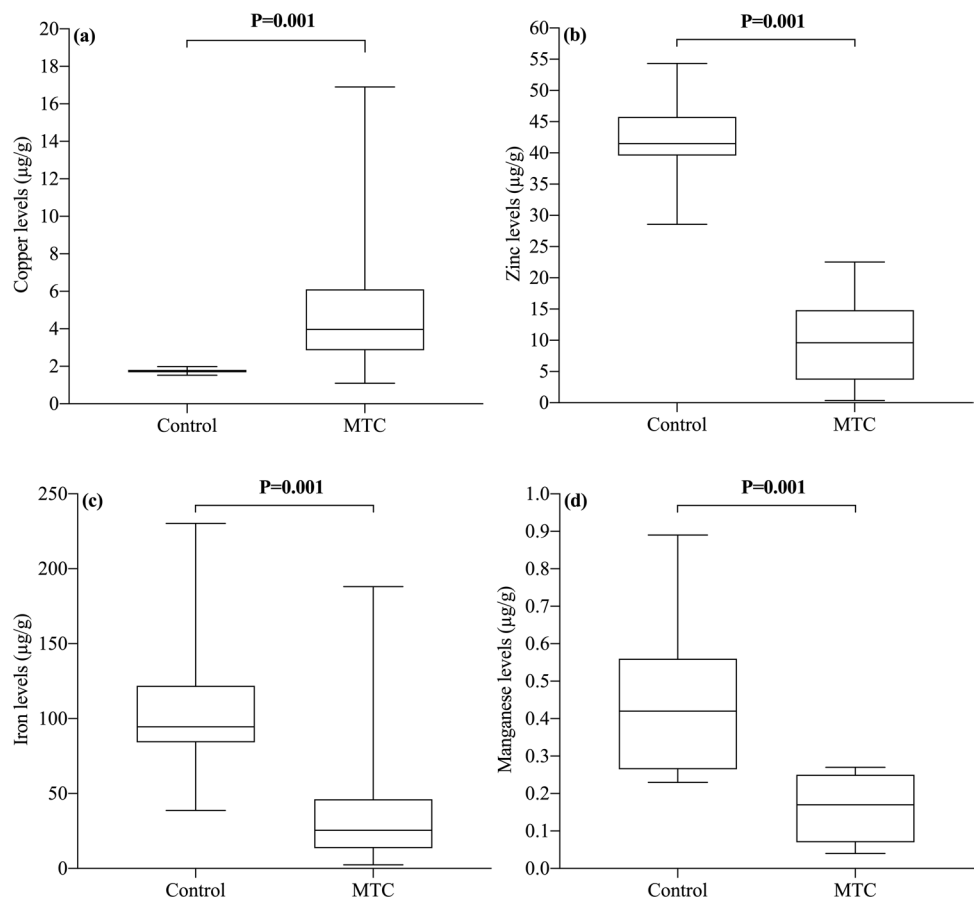 (a)
P=0.001
Copper levels (µg/g)
20
18
16
14
12
10
8
6
4
2
0
Control MTC
(b)
P=0.001
Zinc levels (µg/g)
60
55
50
45
40
35
30
25
20
15
10
5
0
Control MTC
(c)
P=0.001
Iron levels (µg/g)
250
200
150
100
50
0
Control MTC
(d)
P=0.001
Manganese levels (µg/g)
1.0
0.9
0.8
0.7
0.6
0.5
0.4
0.3
0.2
0.1
0.0
Control MTC